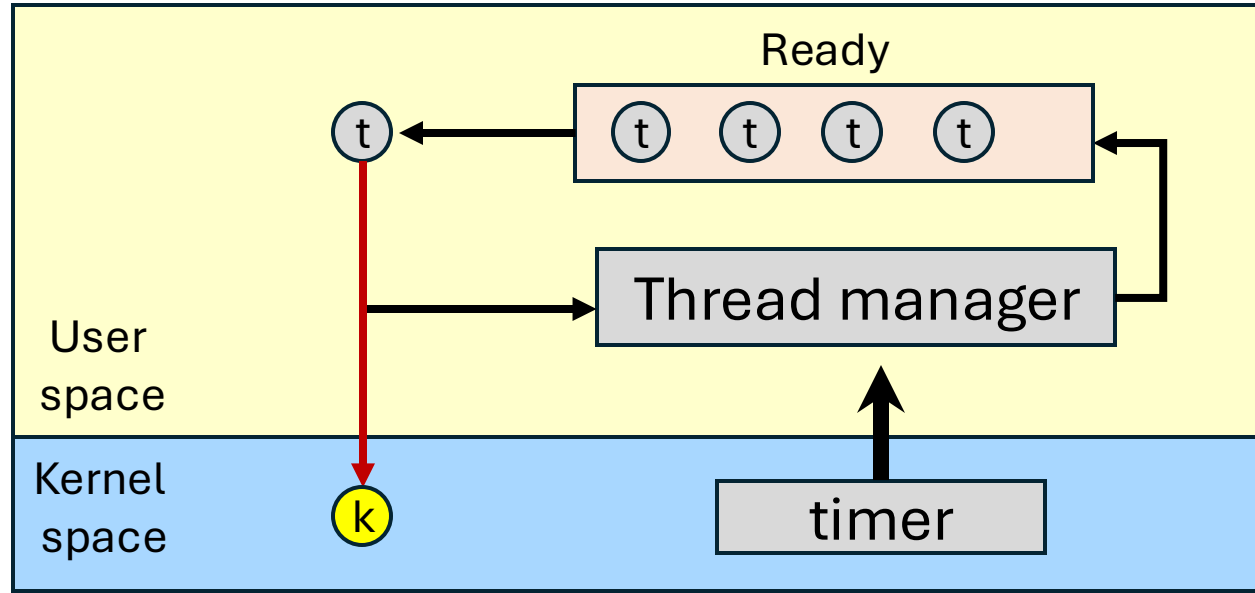 Ready
t
t
t
t
t
Thread manager
User
space
Kernel
space
k
timer